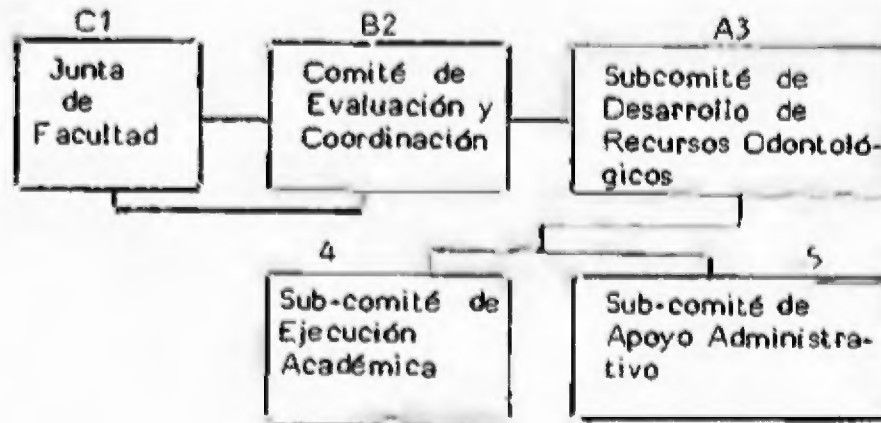 C1
Junta
de
Facultad
B2
Comité de
Evaluación y
Coordinación
A3
Subcomité de
Desarrollo de
Recursos Odontoló-
gicos
4
Sub-comité de
Ejecución
Académica
5
Sub-comité de
Apoyo Administra-
tivo